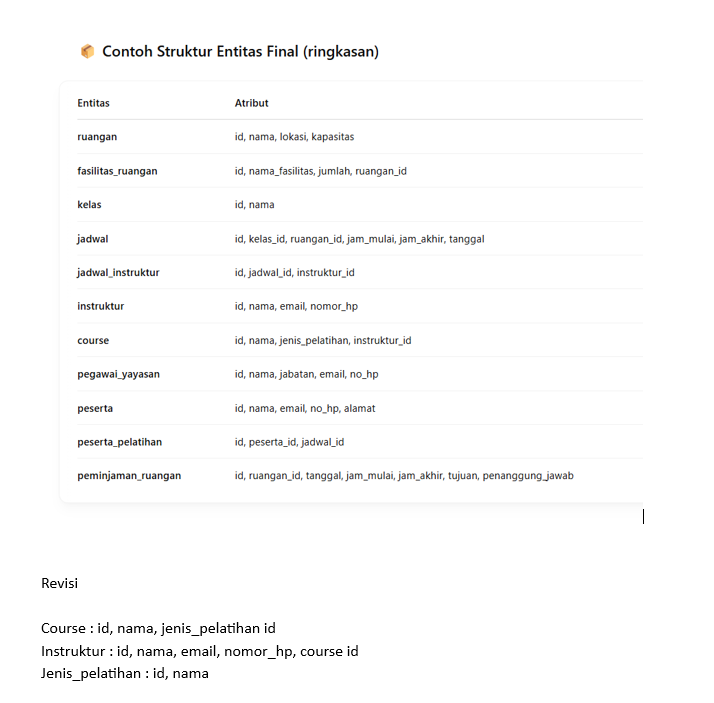 📦 Contoh Struktur Entitas Final (ringkasan)
Entitas Atribut
ruangan id, nama, lokasi, kapasitas
fasilitas_ruangan id, nama_fasilitas, jumlah, ruangan_id
kelas id, nama
jadwal id, kelas_id, ruangan_id, jam_mulai, jam_akhir, tanggal
jadwal_instruktur id, jadwal_id, instruktur_id
instruktur id, nama, email, nomor_hp
course id, nama, jenis_pelatihan, instruktur_id
pegawai_yayasan id, nama, jabatan, email, no_hp
peserta id, nama, email, no_hp, alamat
peserta_pelatihan id, peserta_id, jadwal_id
peminjaman_ruangan id, ruangan_id, tanggal, jam_mulai, jam_akhir, tujuan, penanggung_jawab
Revisi
Course : id, nama, jenis_pelatihan id
Instruktur : id, nama, email, nomor_hp, course id
Jenis_pelatihan : id, nama